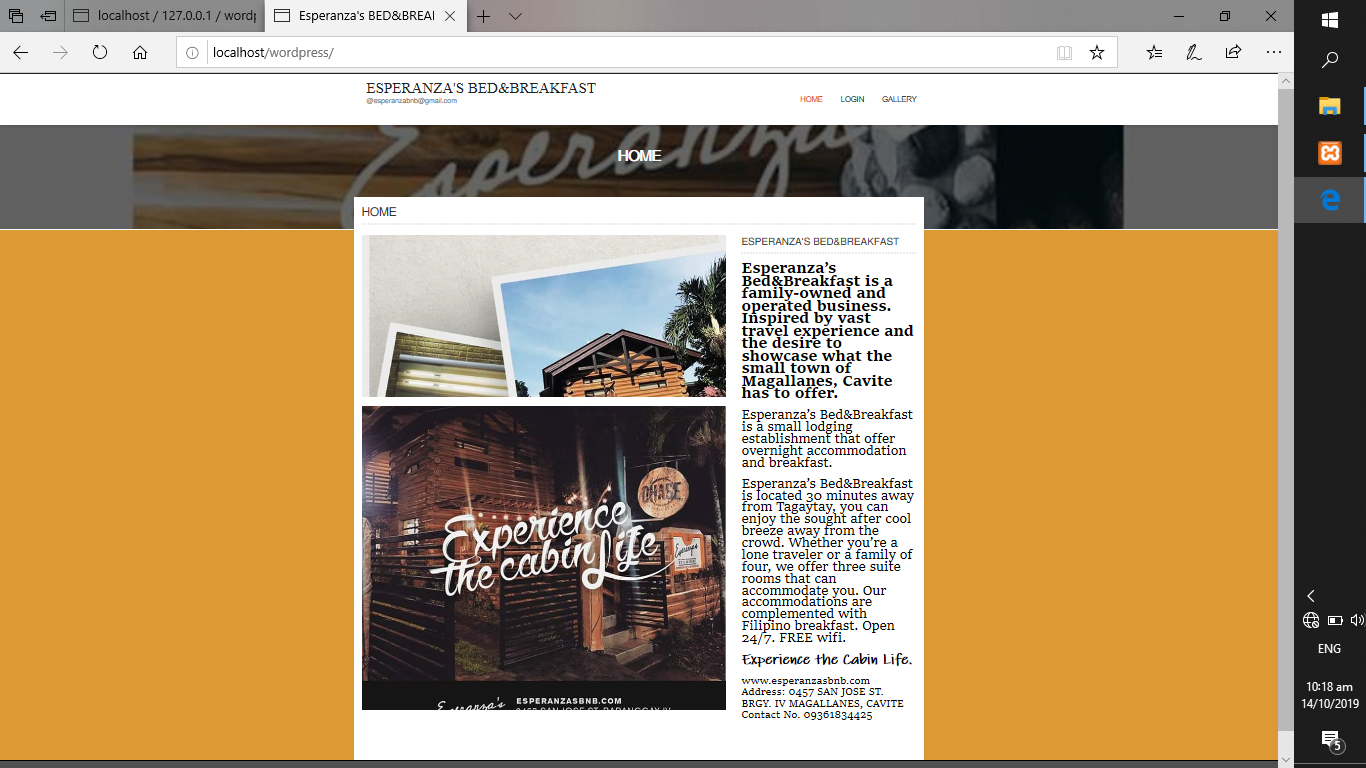 localhost / 127.0.0.1 / wordp
Esperanza's BED&BREAI
localhost/wordpress/
ESPERANZA'S BED&BREAKFAST
@esperanzabnb@gmail.com
HOME LOGIN GALLERY
Esperanza
HOME
HOME
ESPERANZA'S BED&BREAKFAST
Esperanza's
Bed&Breakfast is a
family-owned and
operated business.
Inspired by vast
travel experience and
the desire to
showcase what the
small town of
Magallanes, Cavite
has to offer.
Esperanza's Bed&Breakfast
is a small lodging
establishment that offer
overnight accommodation
and breakfast.
Esperanza's Bed&Breakfast
is located 30 minutes away
from Tagaytay, you can
enjoy the sought after cool
breeze away from the
crowd. Whether you're a
lone traveler or a family of
four, we offer three suite
rooms that can
accommodate you. Our
accommodations are
complemented with
Filipino breakfast. Open
24/7. FREE wifi.
Experience the Cabin Life.
www.esperanzasbnb.com
Address: 0457 SAN JOSE ST.
BRGY. IV MAGALLANES, CAVITE
Contact No. 09361834425
Experience
the cabin Life
Esperanza's
ESPERANZASBNB.COM
0457 SAN JOSE ST. BARANGGAY IV
ENG
10:18 am
14/10/2019
5